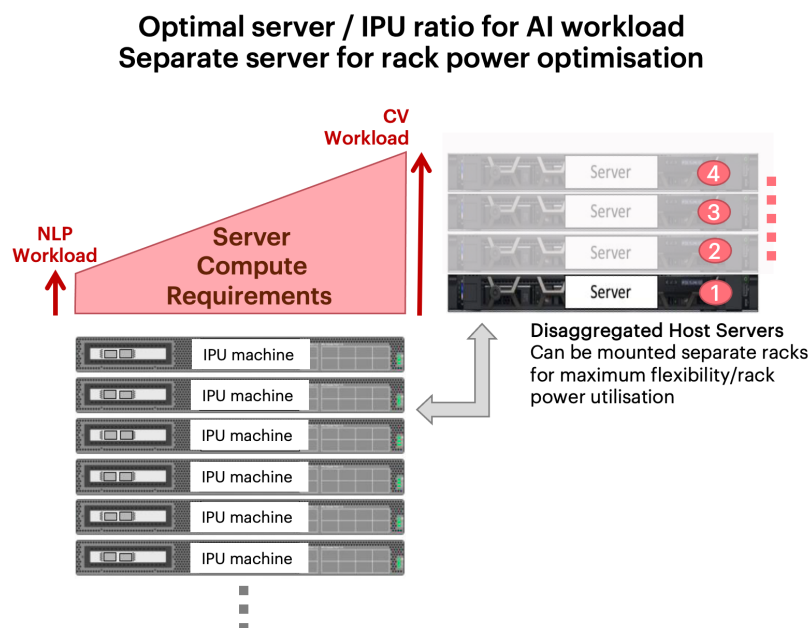 Optimal server / IPU ratio for AI workload
Separate server for rack power optimisation
CV
Workload
NLP
Workload
Server
Compute
Requirements
Server
4
Server
3
Server
2
Server
1
Disaggregated Host Servers
Can be mounted separate racks
for maximum flexibility/rack
power utilisation
IPU machine
IPU machine
IPU machine
IPU machine
IPU machine
IPU machine